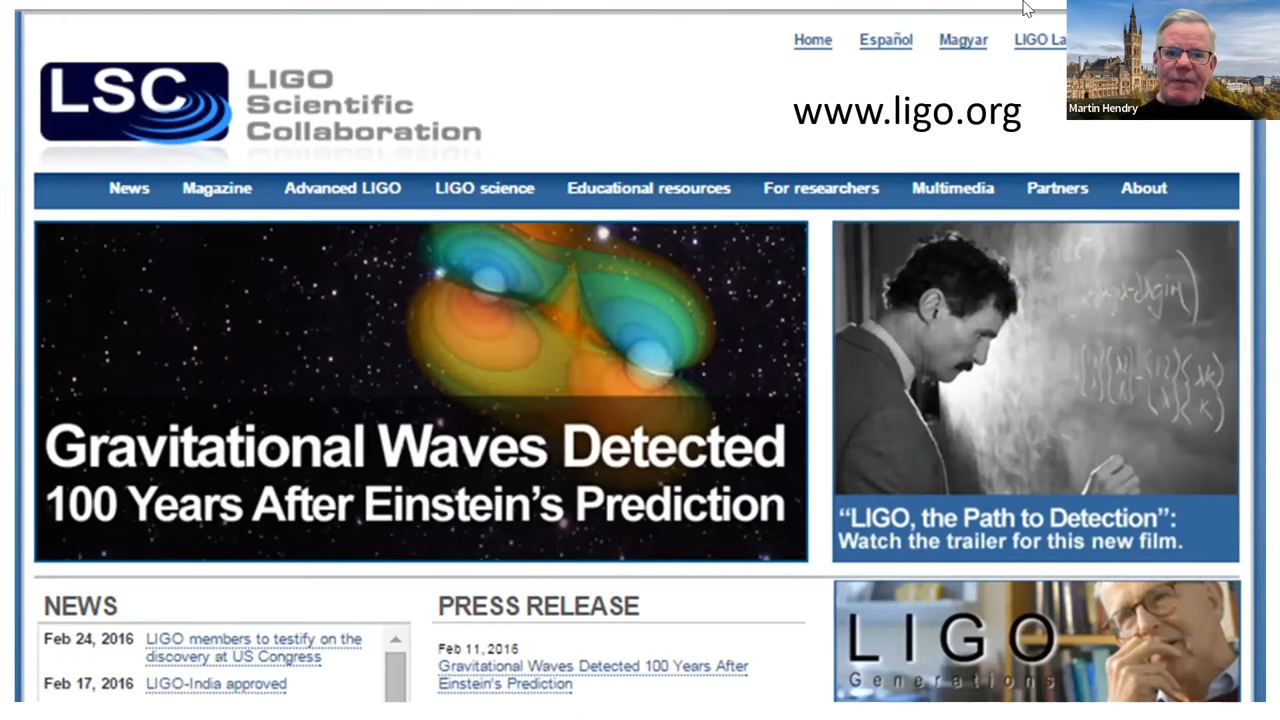 Home Español Magyar LIGO La
Martin Hendry
LSC LIGO
Scientific
Collaboration
www.ligo.org
News Magazine Advanced LIGO LIGO science Educational resources For researchers Multimedia Partners About
Gravitational Waves Detected
100 Years After Einstein's Prediction
“LIGO, the Path to Detection”:
Watch the trailer for this new film.
NEWS
Feb 24, 2016 LIGO members to testify on the
discovery at US Congress
Feb 17, 2016 LIGO-India approved
PRESS RELEASE
Feb 11, 2016
Gravitational Waves Detected 100 Years After
Einstein's Prediction
LIGO
Generations